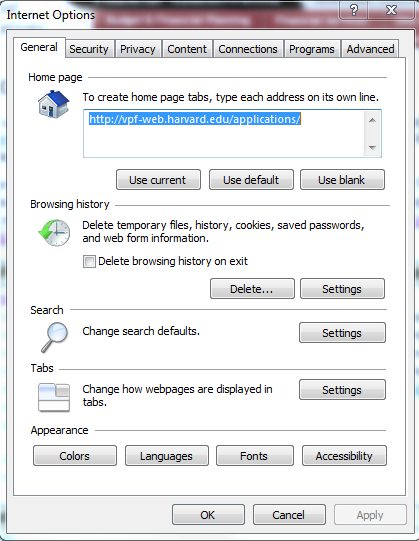 Internet Options
Budget & Financial Planning
General Security Privacy Content Connections Programs Advanced
Home page
To create home page tabs, type each address on its own line.
http://vpf-web.harvard.edu/applications/
Use current Use default Use blank
Browsing history
Delete temporary files, history, cookies, saved passwords,
and web form information.
Delete browsing history on exit
Delete... Settings
Search
Change search defaults.
Settings
Tabs
Change how webpages are displayed in
tabs.
Settings
Appearance
Colors Languages Fonts Accessibility
OK Cancel Apply